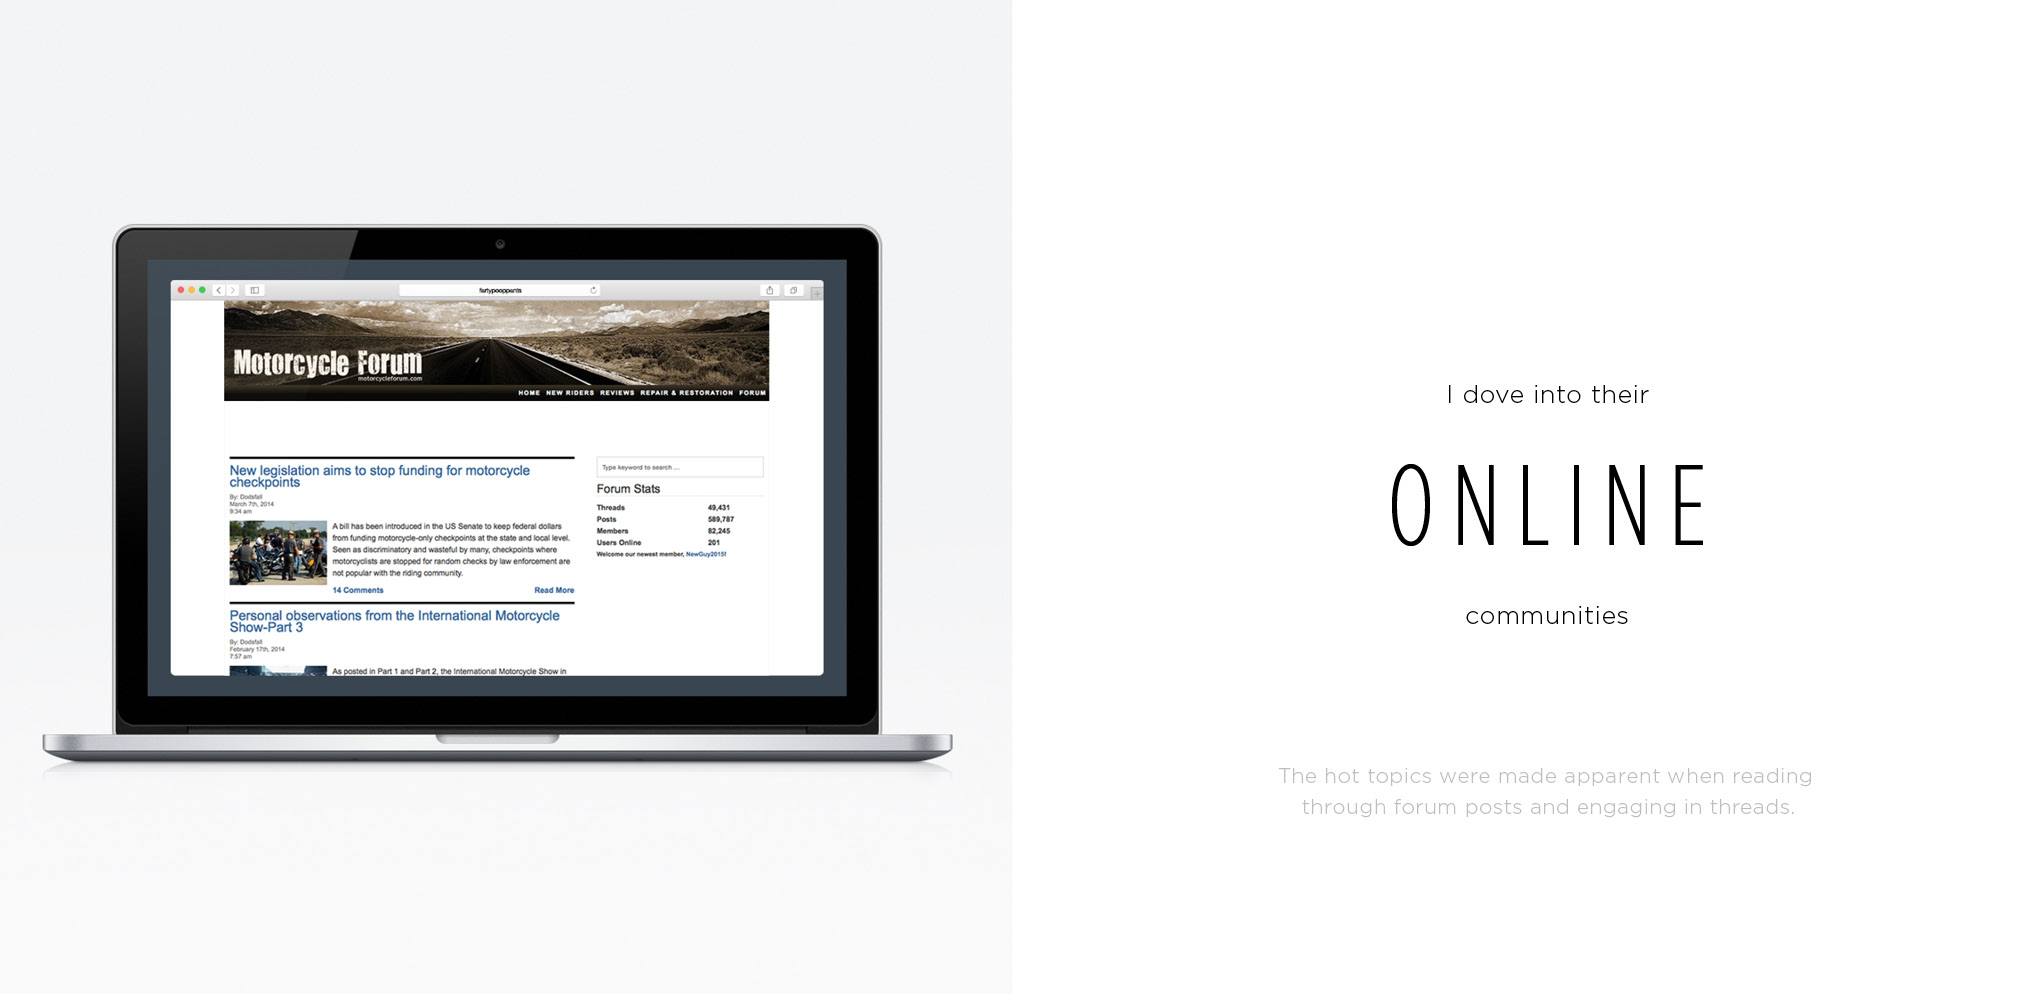 fartypooppants
Motorcycle Forum
motorcycleforum.com
HOME NEW RIDERS REVIEWS REPAIR & RESTORATION FORUM
New legislation aims to stop funding for motorcycle
checkpoints
By: Dodsfall
March 7th, 2014
9:34 am
A bill has been introduced in the US Senate to keep federal dollars
from funding motorcycle-only checkpoints at the state and local level.
Seen as discriminatory and wasteful by many, checkpoints where
motorcyclists are stopped for random checks by law enforcement are
not popular with the riding community.
14 Comments Read More
Personal observations from the International Motorcycle
Show-Part 3
By: Dodsfall
February 17th, 2014
7:57 am
As posted in Part 1 and Part 2, the International Motorcycle Show in
Type keyword to search ...
Forum Stats
Threads 49,431
Posts 589,787
Members 82,245
Users Online 201
Welcome our newest member, NewGuy2015!
I dove into their
ONLINE
communities
The hot topics were made apparent when reading
through forum posts and engaging in threads.